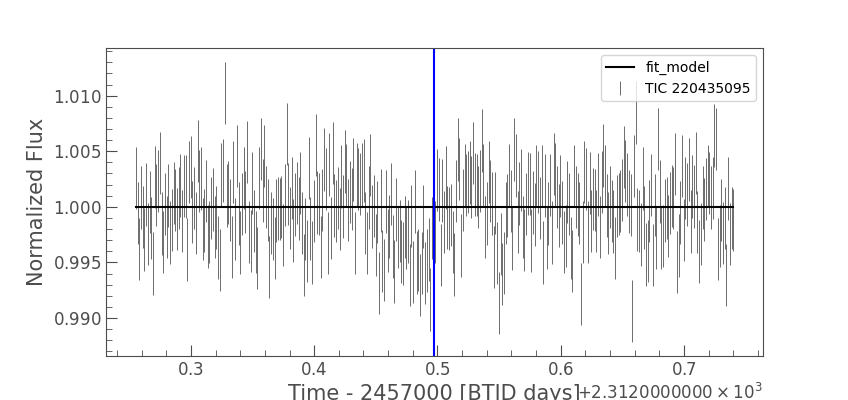 fit_model
TIC 220435095
Normalized Flux
1.010
1.005
1.000
0.995
0.990
0.3
0.4
0.5
0.6
0.7
Time - 2457000 [BTJD days]
+2.3120000000 × 10³